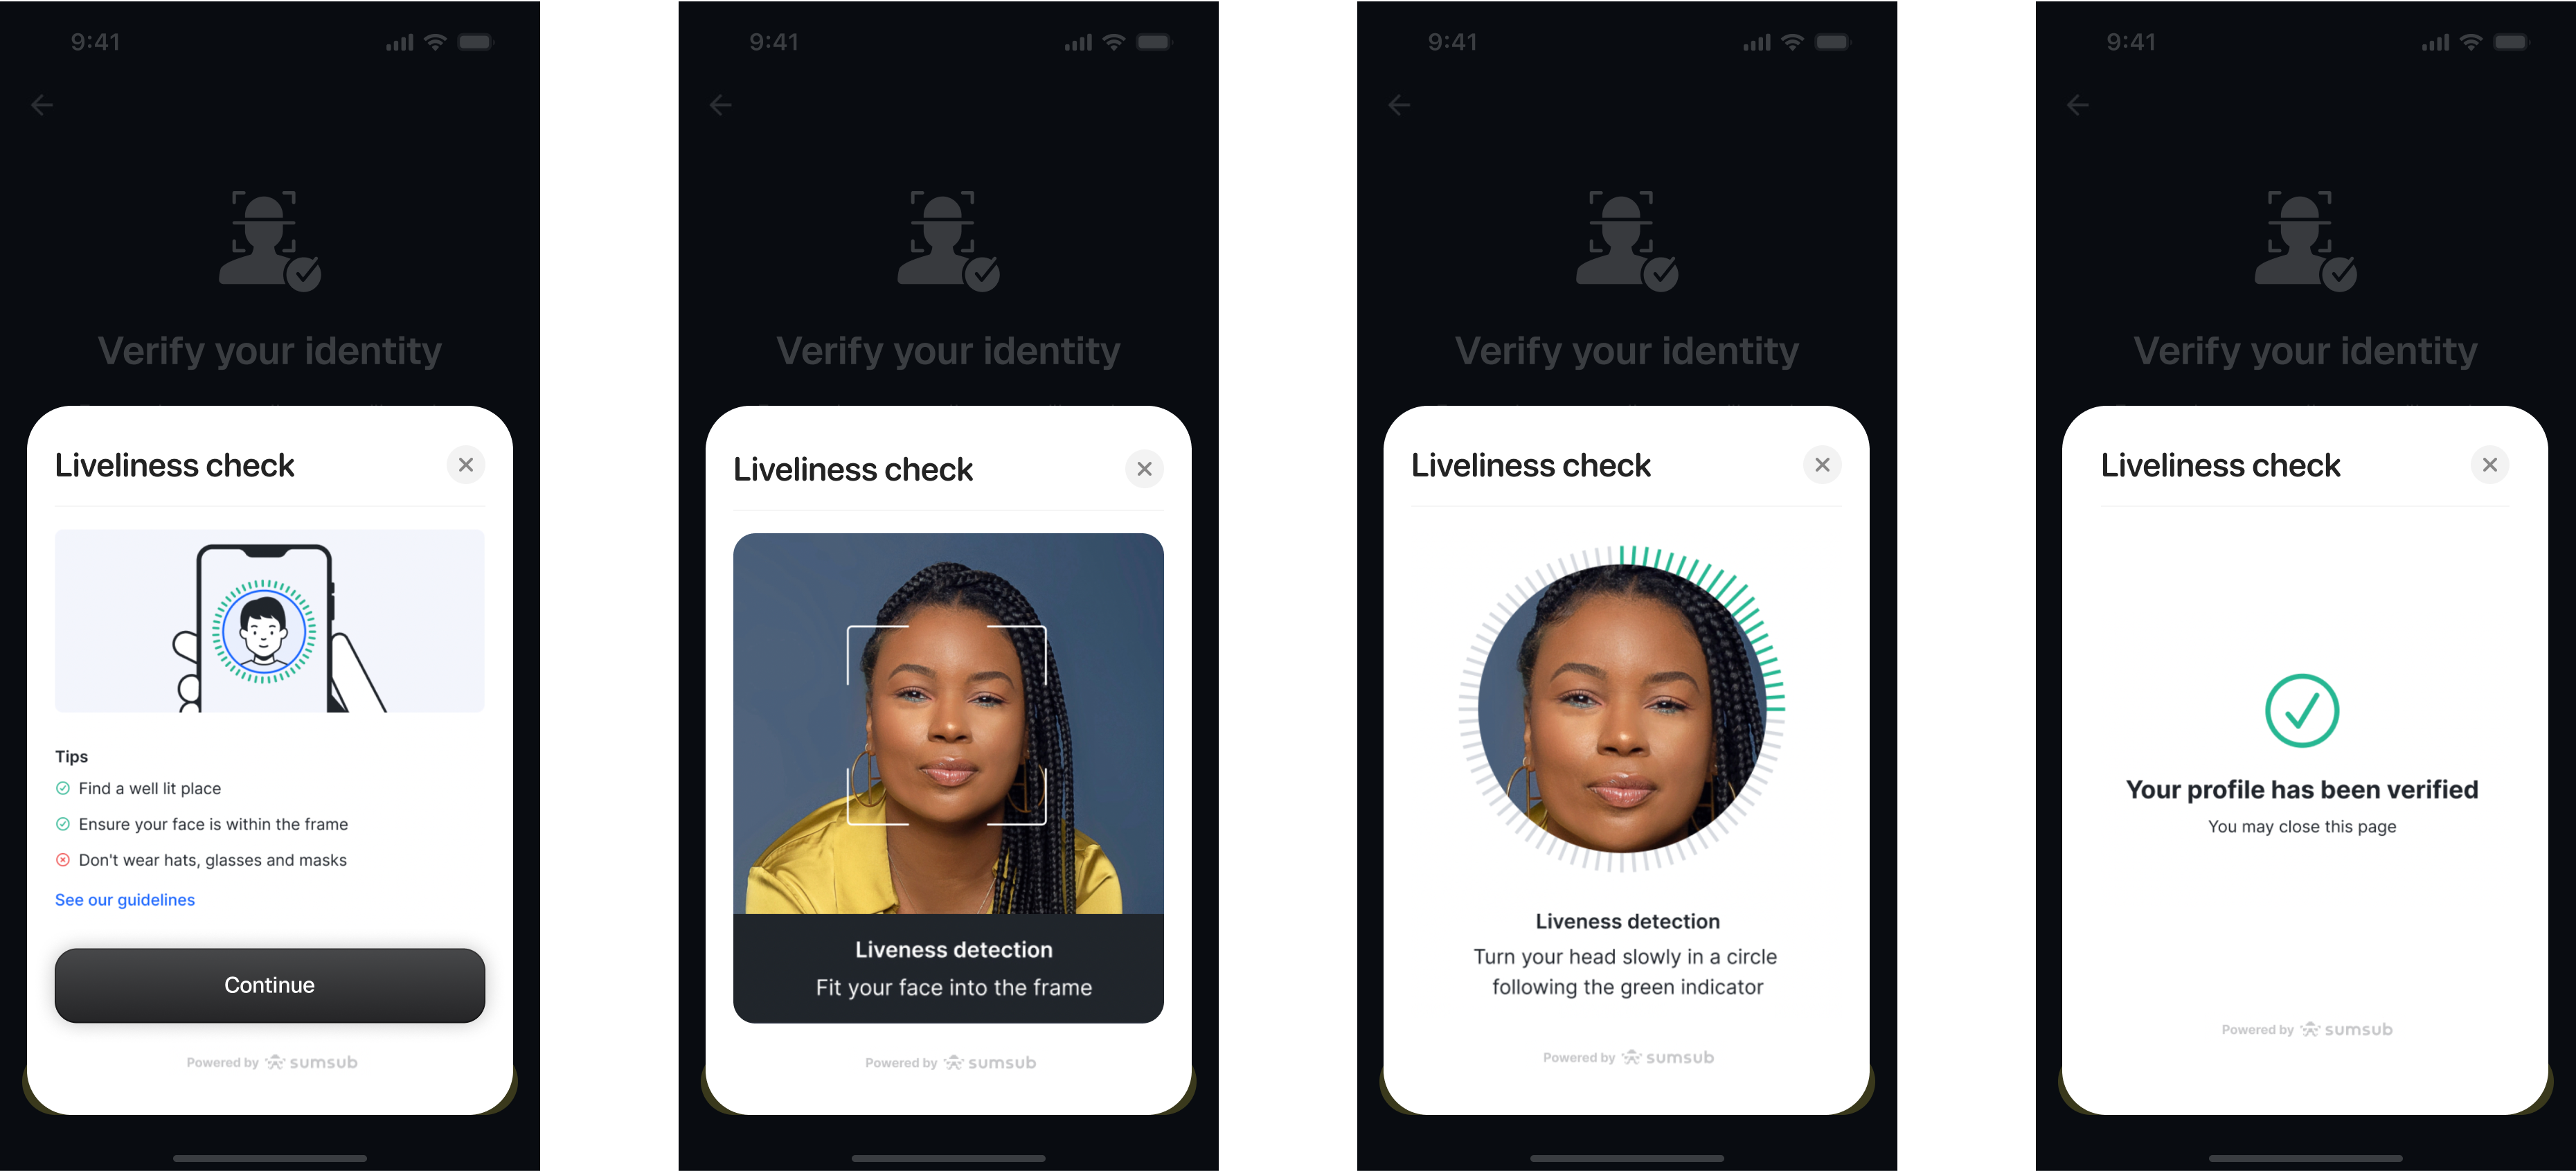 9:41
Verify your identity
Liveliness check
Tips
Find a well lit place
Ensure your face is within the frame
Don't wear hats, glasses and masks
See our guidelines
Continue
Powered by sumsub
9:41
Verify your identity
Liveliness check
Liveness detection
Fit your face into the frame
Powered by sumsub
9:41
Verify your identity
Liveliness check
Liveness detection
Turn your head slowly in a circle
following the green indicator
Powered by sumsub
9:41
Verify your identity
Liveliness check
Your profile has been verified
You may close this page
Powered by sumsub